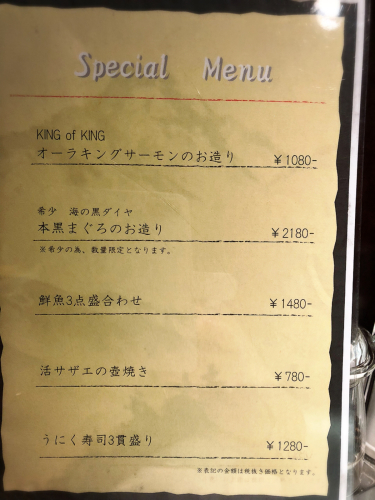 Special Menu
KING of KING
オーラキングサーモンのお造り ￥1080-
希少 海の黒ダイヤ
本黒まぐろのお造り ￥2180-
※希少の為、数量限定となります。
鮮魚3点盛合わせ ￥1480-
活サザエの壺焼き ￥780-
うにく寿司3貫盛り ￥1280-
※表記の金額は税抜き価格となります。